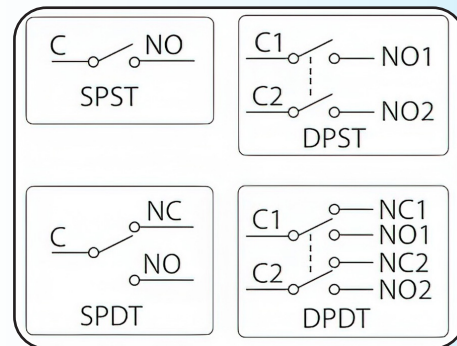 C NO
SPST
C1
NO1
C2
NO2
DPST
NC
C
NO
SPDT
NC1
C1
NO1
NC2
C2
NO2
DPDT